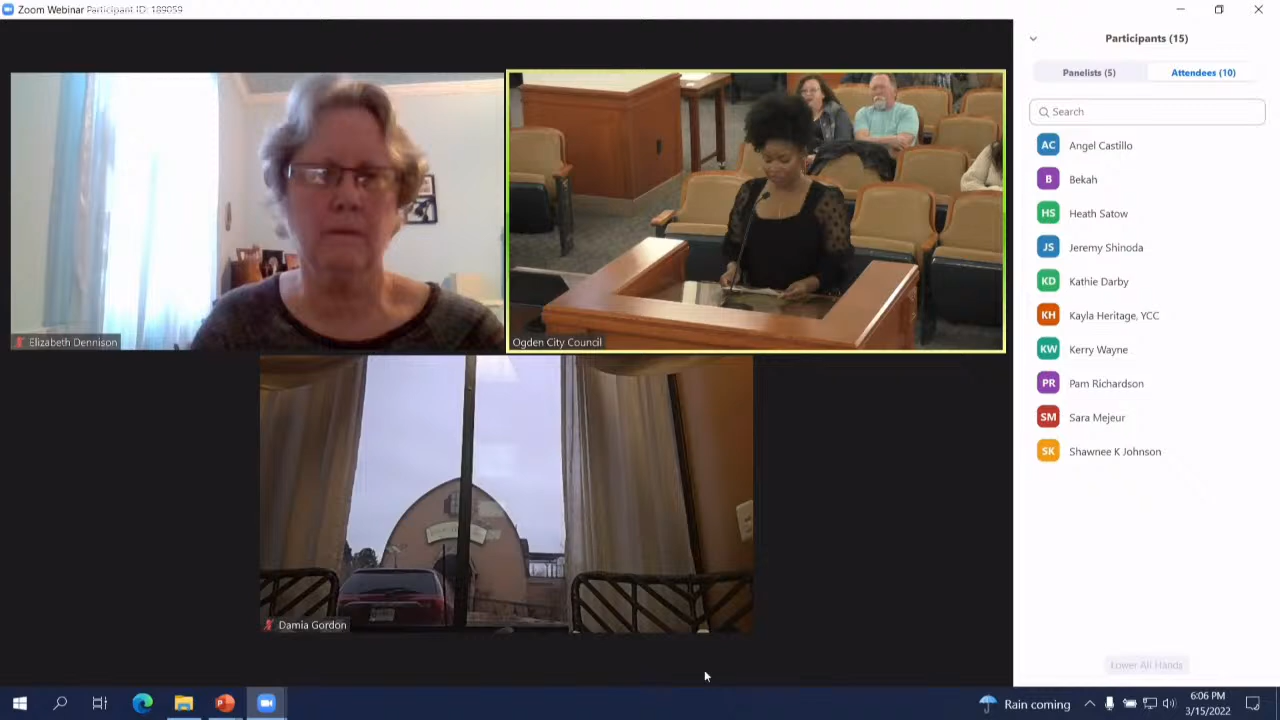 Zoom Webinar Participant ID: 189059
Participants (15)
Panelists (5)
Attendees (10)
Search
AC Angel Castillo
B Bekah
HS Heath Satow
JS Jeremy Shinoda
KD Kathie Darby
KH Kayla Heritage, YCC
KW Kerry Wayne
PR Pam Richardson
SM Sara Mejeur
SK Shawnee K Johnson
Lower All Hands
Elizabeth Dennison
Ogden City Council
Damia Gordon
Rain coming
6:06 PM
3/15/2022